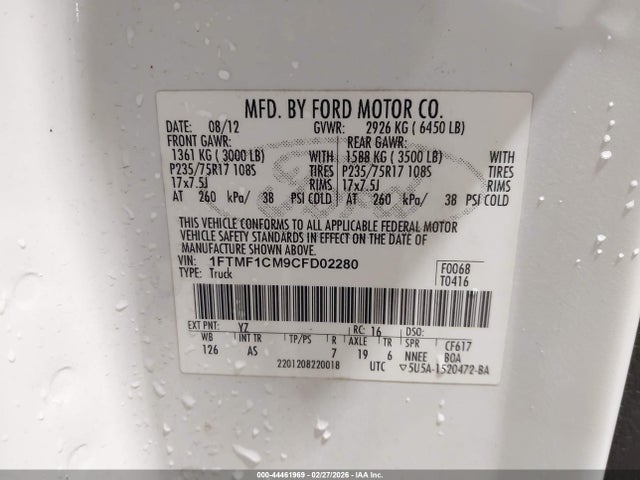 MFD. BY FORD MOTOR CO.
DATE: 08/12 GVWR: 2926 KG ( 6450 LB)
FRONT GAWR: REAR GAWR:
1361 KG ( 3000 LB) WITH 1588 KG ( 3500 LB) WITH
P235/75R17 108S TIRES P235/75R17 108S TIRES
17x7.5J RIMS 17x7.5J RIMS
AT 260 kPa/ 38 PSI COLD AT 260 kPa/ 38 PSI COLD
THIS VEHICLE CONFORMS TO ALL APPLICABLE FEDERAL MOTOR
VEHICLE SAFETY STANDARDS IN EFFECT ON THE DATE OF
MANUFACTURE SHOWN ABOVE.
VIN: 1FTMF1CM9CFD02280 F0068
TYPE: Truck T0416
EXT PNT: YZ RC: 16 DSO:
WB INT TR TP/PS R AXLE TR SPR CF617
126 AS 7 19 6 NNEE BOA
2201208220018 UTC ▽5U5A-1520472-BA
Ford
000-44461969 | 02/27/2026 - IAA Inc.